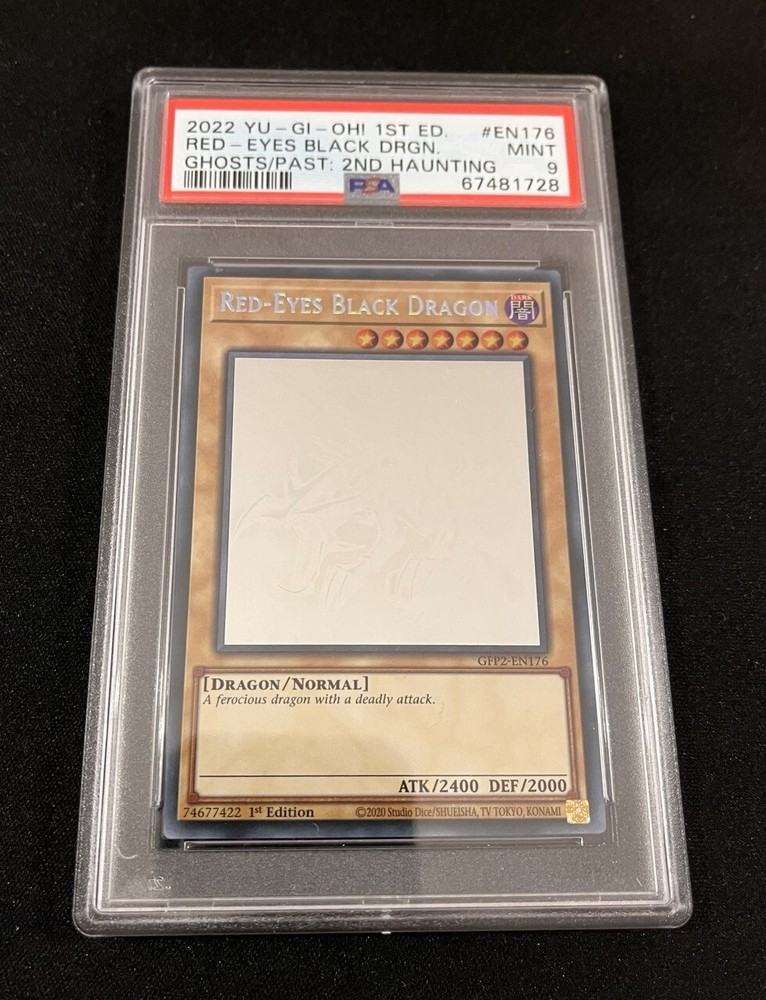 2022 YU-GI-OH! 1ST ED. #EN176
RED-EYES BLACK DRGN. MINT
GHOSTS/PAST: 2ND HAUNTING 9
PSA 67481728
RED-EYES BLACK DRAGON
DARK
闇
GFP2-EN176
[DRAGON/NORMAL]
A ferocious dragon with a deadly attack.
ATK/2400 DEF/2000
74677422 1st Edition ©2020 Studio Dice/SHUEISHA, TV TOKYO, KONAMI